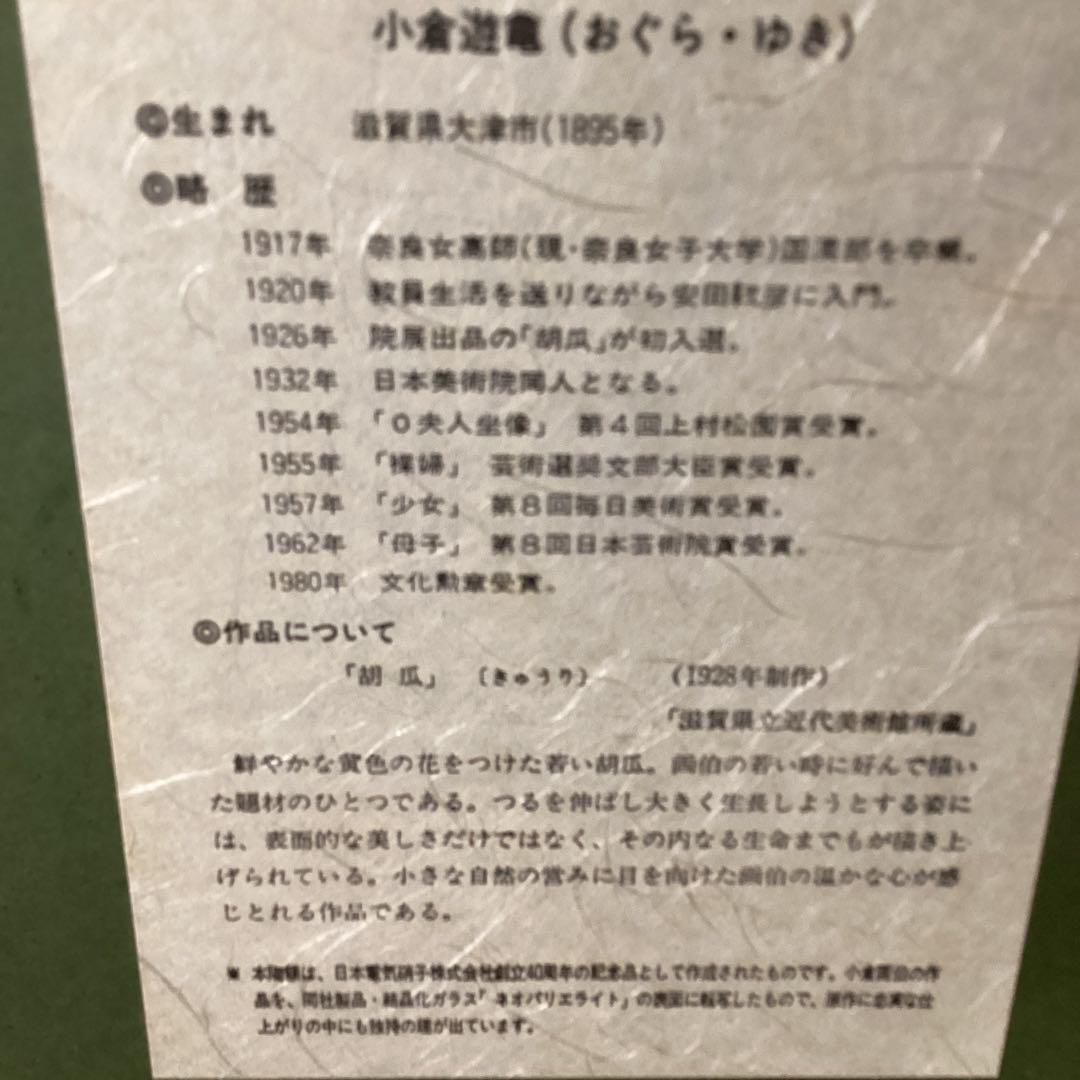 小倉遊亀(おぐら・ゆき)
◎生まれ 滋賀県大津市(1895年)
◎略 歴
1917年 奈良女高師(現・奈良女子大学)国漢部を卒業。
1920年 教員生活を送りながら安田靫彦に入門。
1926年 院展出品の「胡瓜」が初入選。
1932年 日本美術院同人となる。
1954年 「O夫人坐像」 第4回上村松園賞受賞。
1955年 「裸婦」 芸術選奨文部大臣賞受賞。
1957年 「少女」 第8回毎日美術賞受賞。
1962年 「母子」 第8回日本芸術院賞受賞。
1980年 文化勲章受賞。
◎作品について
「胡 瓜」 〔きゅうり〕 (1928年制作)
「滋賀県立近代美術館所蔵」
鮮やかな黄色の花をつけた若い胡瓜。画伯の若い時に好んで描い
た題材のひとつである。つるを伸ばし大きく生長しようとする姿に
は、表面的な美しさだけではなく、その内なる生命までもが描き上
げられている。小さな自然の営みに目を向けた画伯の温かな心が感
じとれる作品である。
※ 本陶額は、日本電気硝子株式会社創立40周年の記念品として作成されたものです。小倉画伯の作
品を、同社製品・結晶化ガラス「ネオパリエライト」の表面に転写したもので、原作に忠実な仕
上がりの中にも独特の趣が出ています。